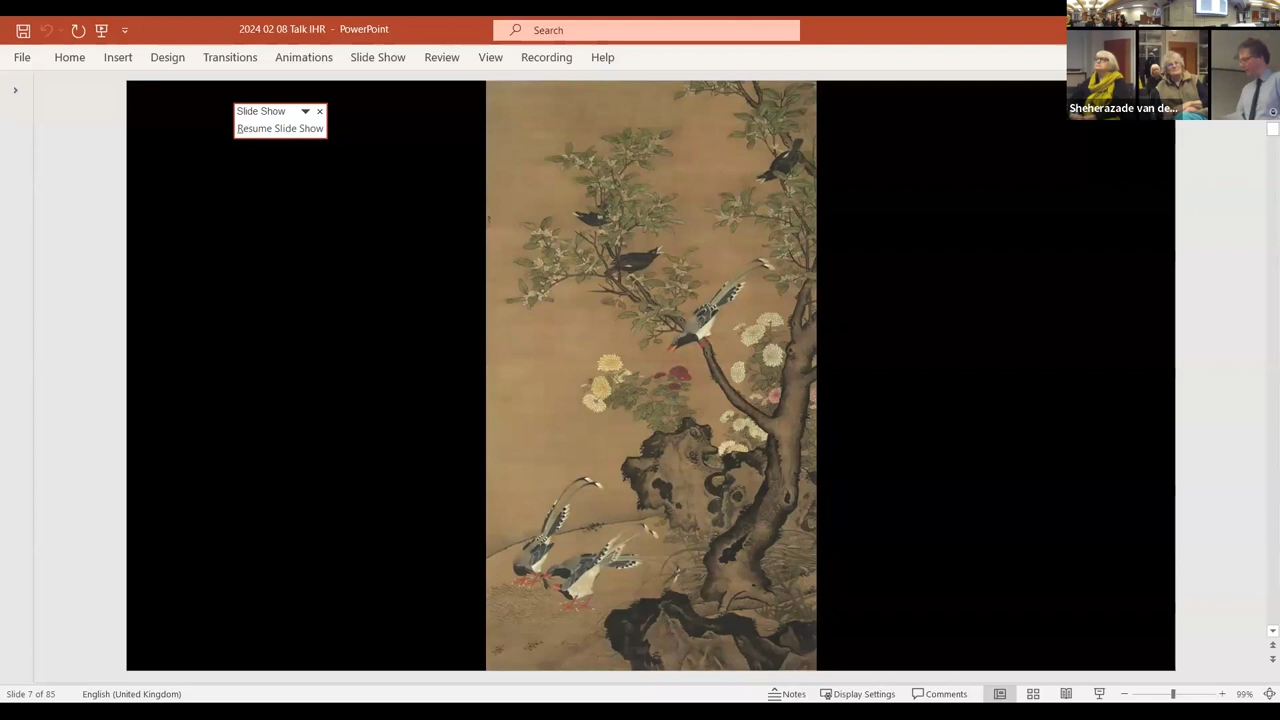 2024 02 08 Talk IHR - PowerPoint
Search
File Home Insert Design Transitions Animations Slide Show Review View Recording Help
Sheherazade van de...
Slide Show
Resume Slide Show
Slide 7 of 85 English (United Kingdom) Notes Display Settings Comments 99%